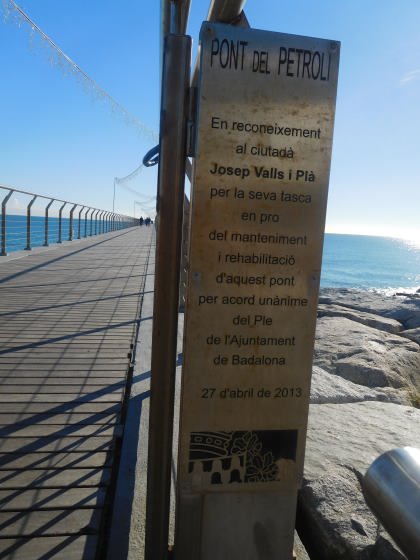 PONT DEL PETROLI
En reconeixement
al ciutadà
Josep Valls i Plà
per la seva tasca
en pro
del manteniment
i rehabilitació
d'aquest pont
per acord unànime
del Ple
de l'Ajuntament
de Badalona
27 d'abril de 2013